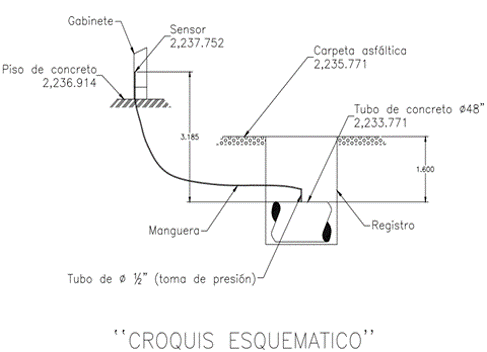 Gabinete
Sensor
2,237.752
Piso de concreto
2,236.914
Carpeta asfáltica
2,235.771
Tubo de concreto ø48"
2,233.771
3.185
1.600
Manguera
Registro
Tubo de ø ½" (toma de presión)
''CROQUIS ESQUEMATICO''